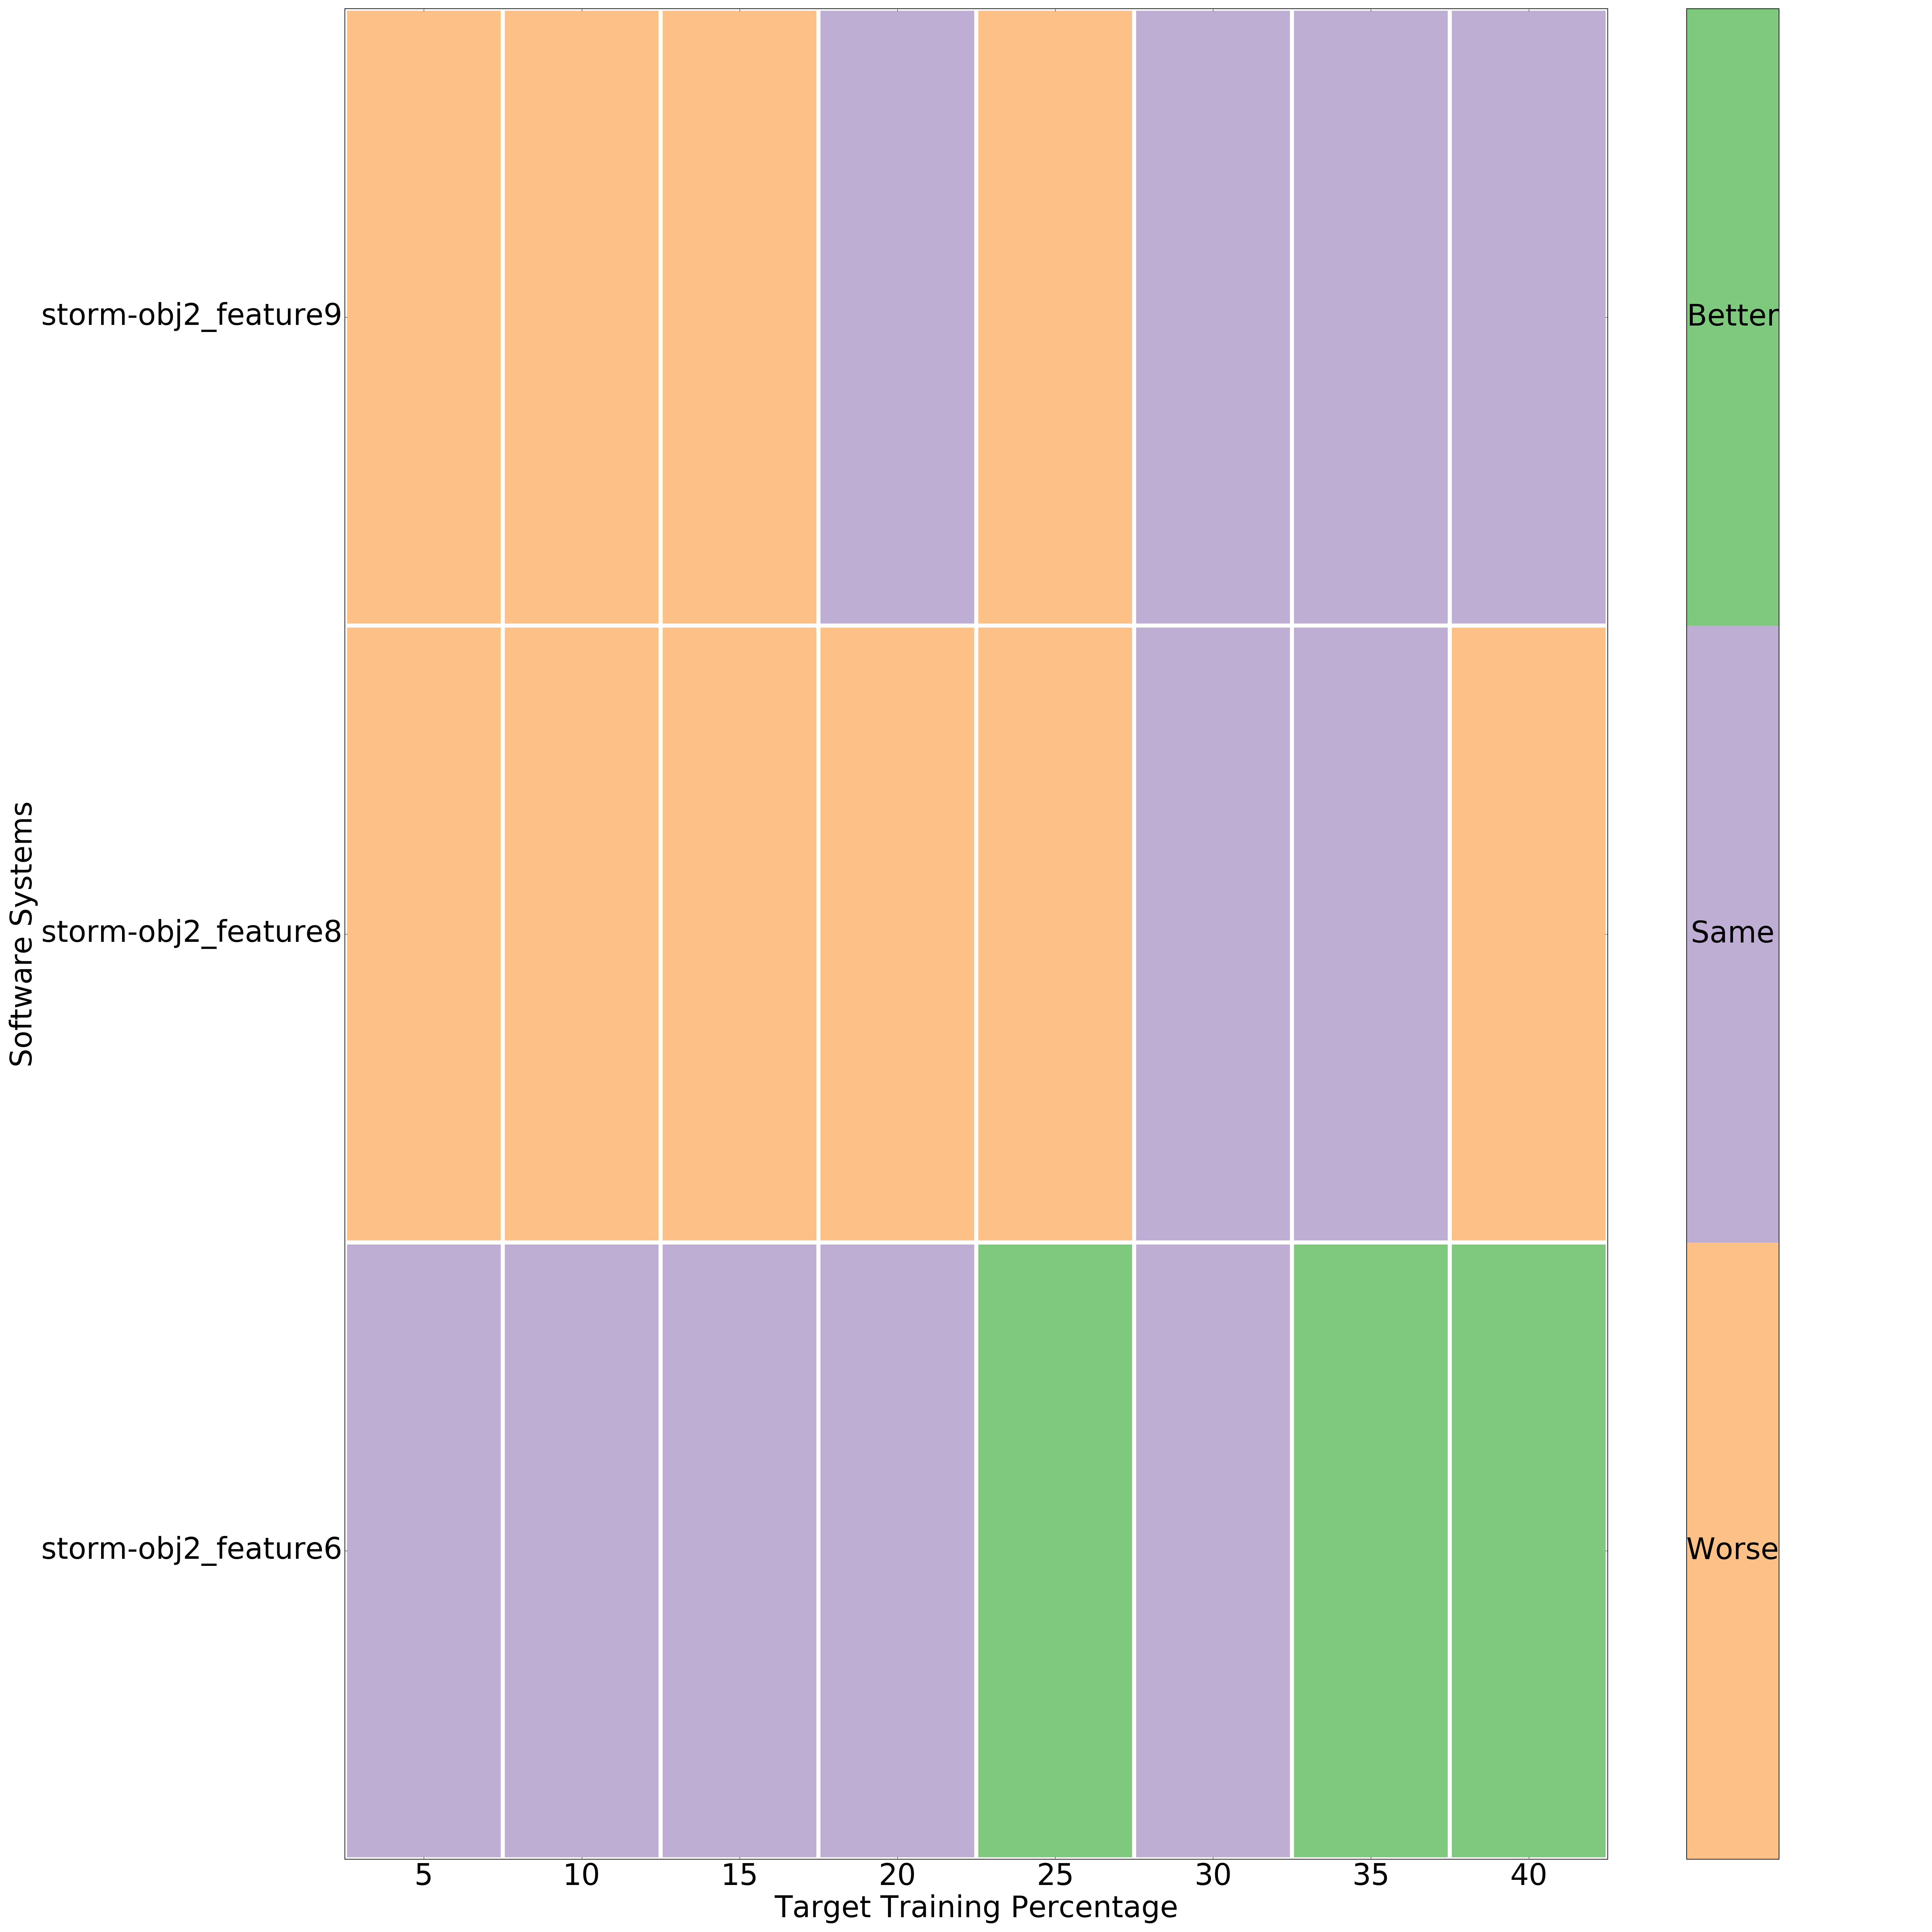 Software Systems
storm-obj2_feature9
storm-obj2_feature8
storm-obj2_feature6
5 10 15 20 25 30 35 40
Target Training Percentage
Better
Same
Worse